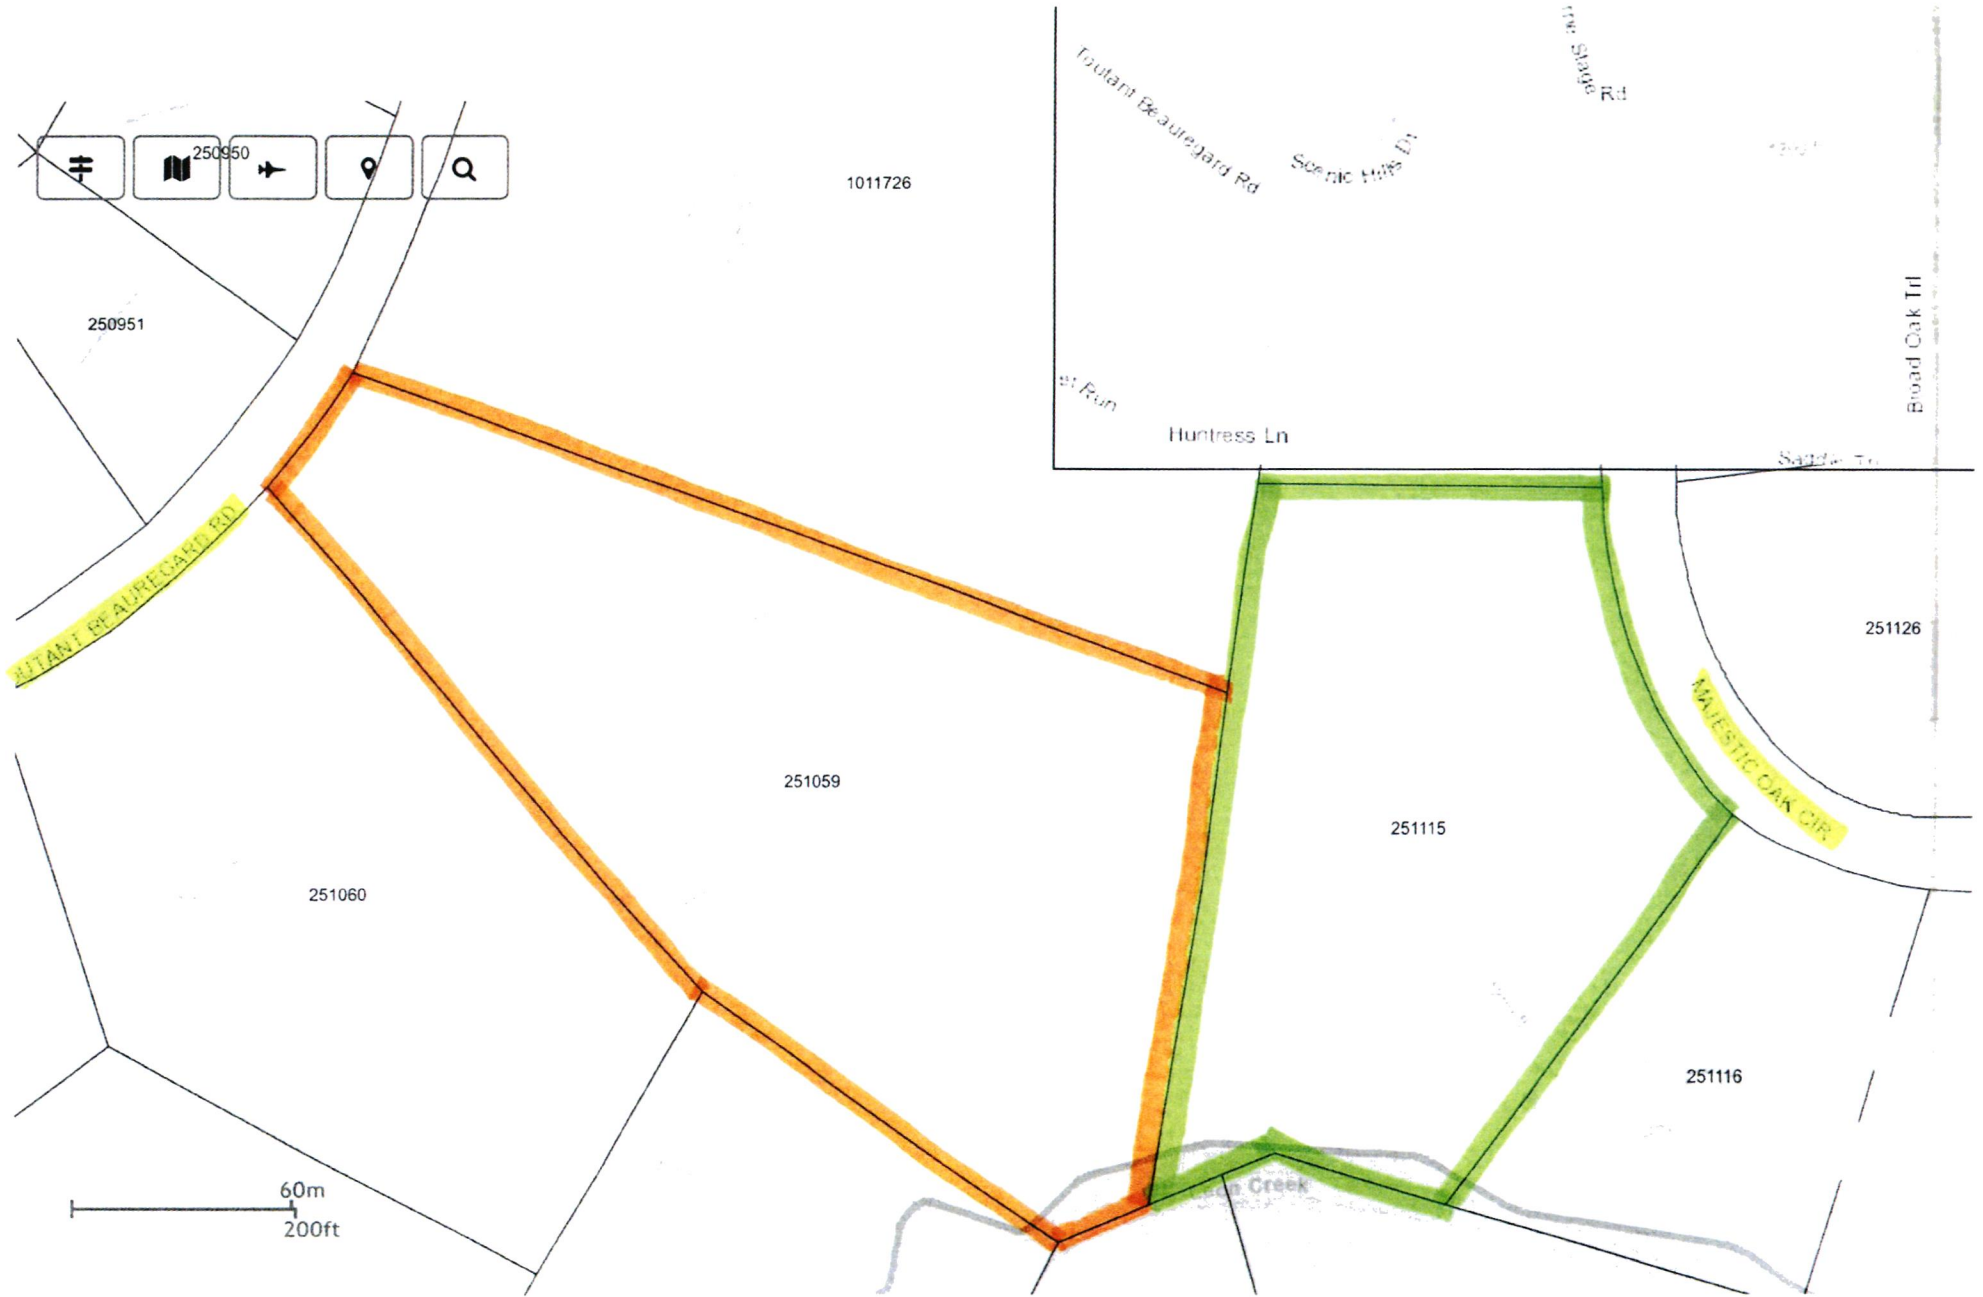 Toutant Beauregard Rd
Scenic Hills Dr
Stage Rd
250950
1011726
Broad Oak Trl
250951
Run
Huntress Ln
UTANT BEAUREGARD RD
251126
MAJESTIC OAK CIR
251059
251115
251060
251116
60m
200ft
Creek